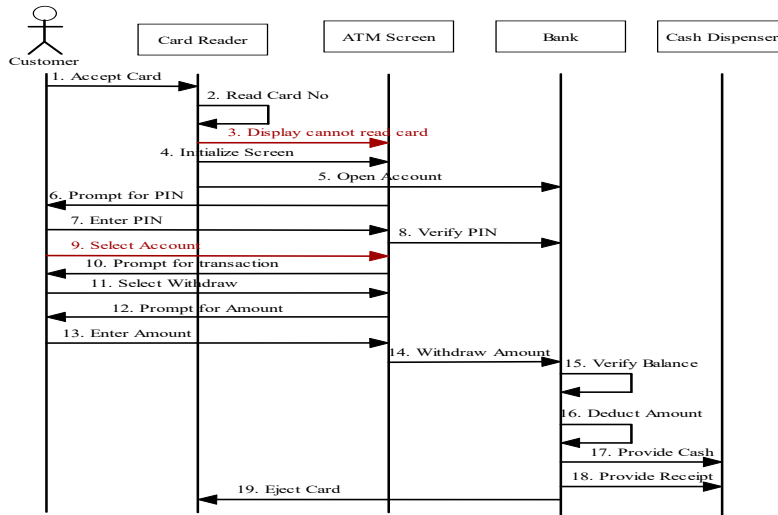 Customer
Card Reader
ATM Screen
Bank
Cash Dispenser
1. Accept Card
2. Read Card No
3. Display cannot read card
4. Initialize Screen
5. Open Account
6. Prompt for PIN
7. Enter PIN
8. Verify PIN
9. Select Account
10. Prompt for transaction
11. Select Withdraw
12. Prompt for Amount
13. Enter Amount
14. Withdraw Amount
15. Verify Balance
16. Deduct Amount
17. Provide Cash
18. Provide Receipt
19. Eject Card